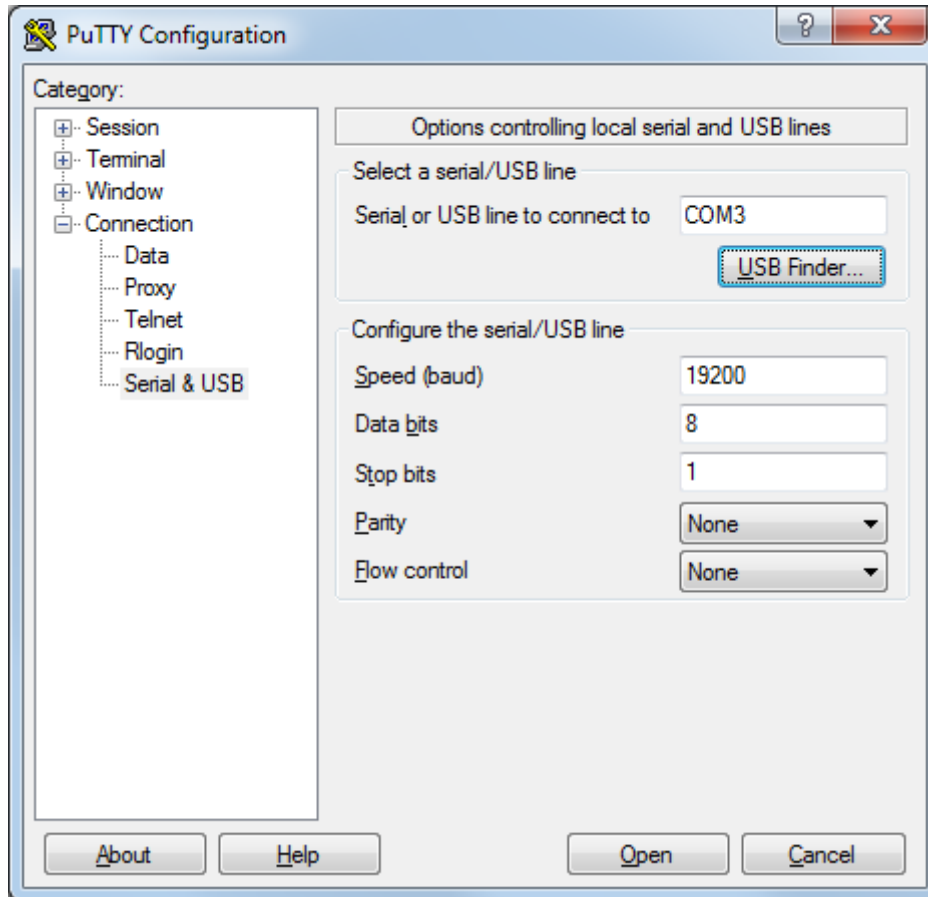 PuTTY Configuration
Category:
Session
Terminal
Window
Connection
Data
Proxy
Telnet
Rlogin
Serial & USB
Options controlling local serial and USB lines
Select a serial/USB line
Serial or USB line to connect to COM3
USB Finder...
Configure the serial/USB line
Speed (baud) 19200
Data bits 8
Stop bits 1
Parity None
Flow control None
About Help Open Cancel